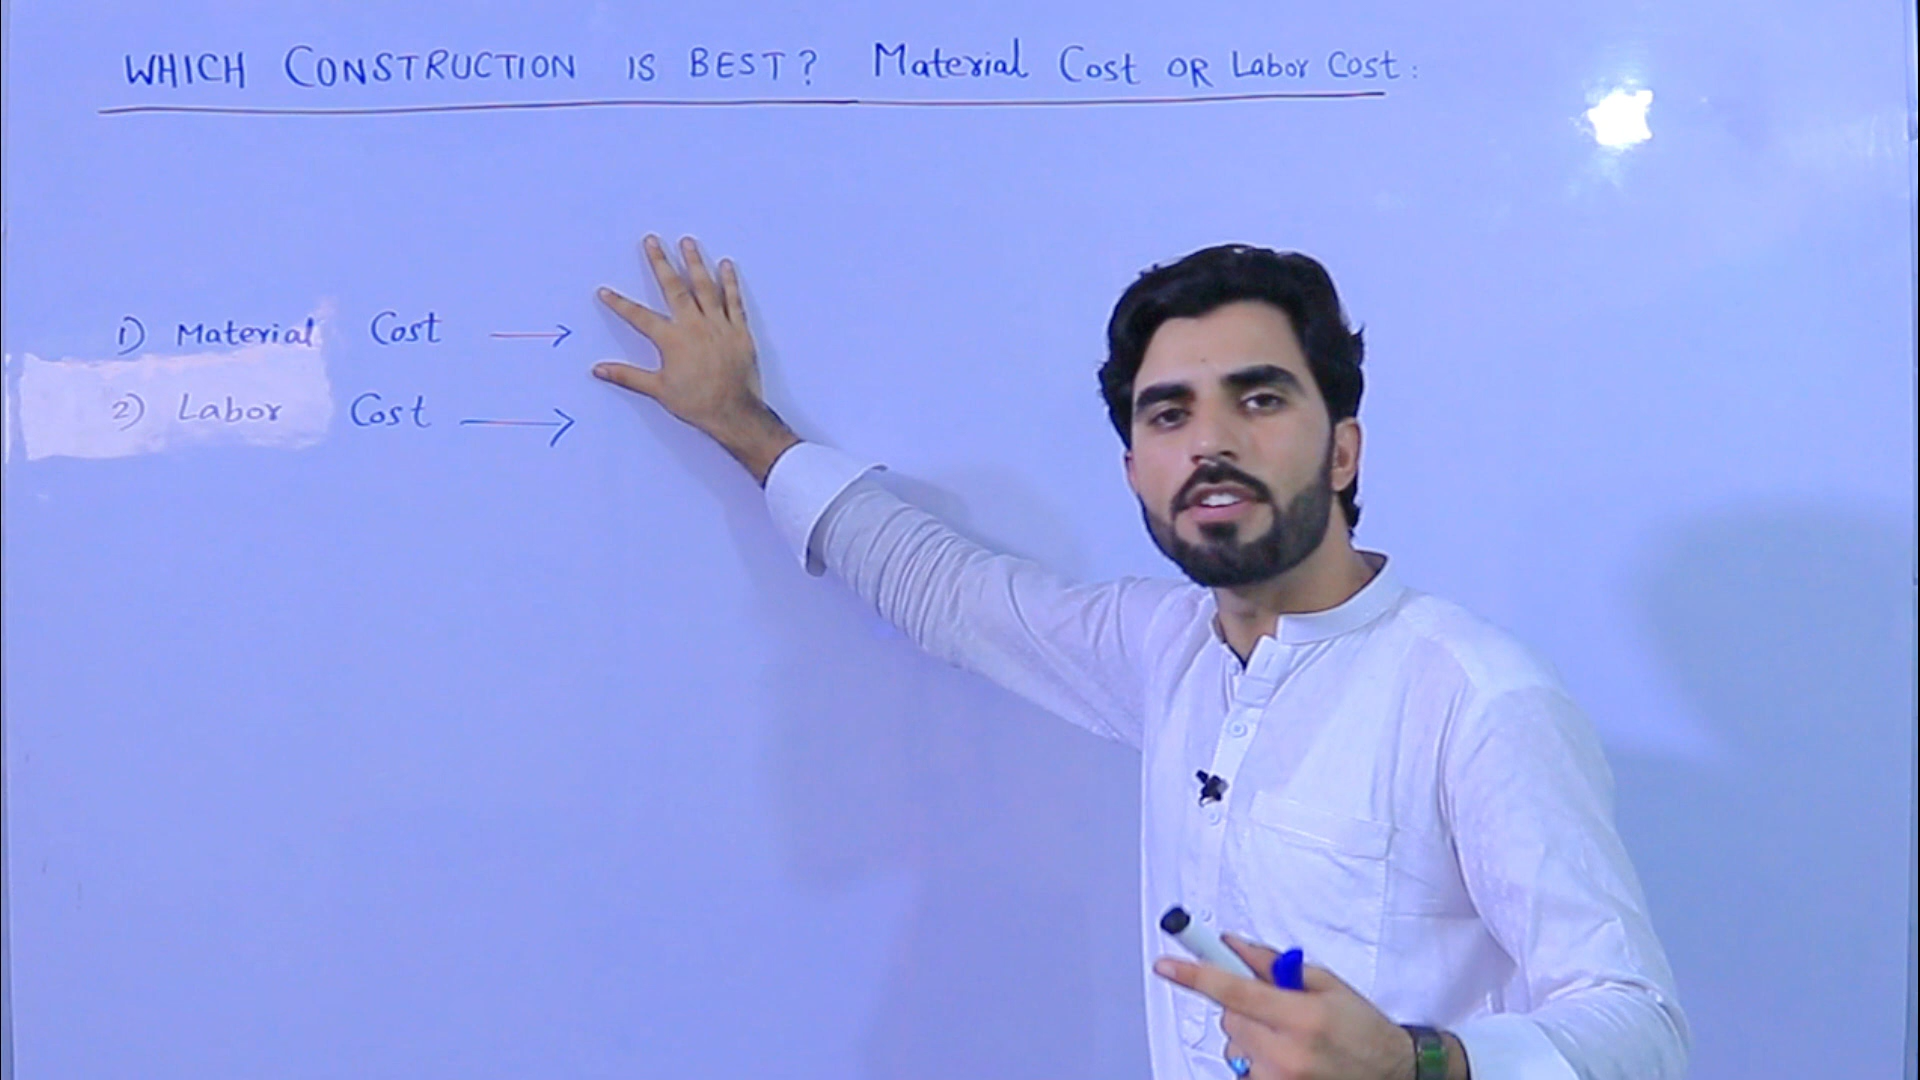 WHICH CONSTRUCTION IS BEST? Material Cost OR Labor Cost:
1) Material Cost →
2) Labor Cost →